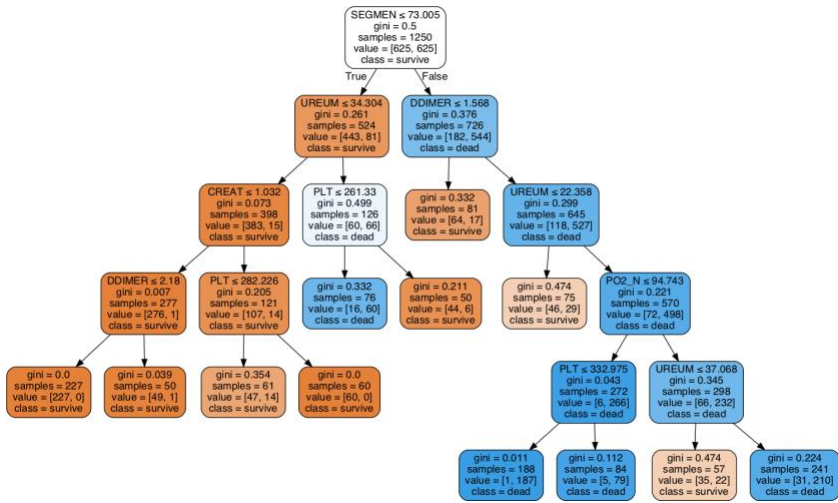 SEGMEN ≤ 73.005
gini = 0.5
samples = 1250
value = [625, 625]
class = survive
True
False
UREUM ≤ 34.304
gini = 0.261
samples = 524
value = [443, 81]
class = survive
DDIMER ≤ 1.568
gini = 0.376
samples = 726
value = [182, 544]
class = dead
CREAT ≤ 1.032
gini = 0.073
samples = 398
value = [383, 15]
class = survive
PLT ≤ 261.33
gini = 0.499
samples = 126
value = [60, 66]
class = dead
gini = 0.332
samples = 81
value = [64, 17]
class = survive
UREUM ≤ 22.358
gini = 0.299
samples = 645
value = [118, 527]
class = dead
DDIMER ≤ 2.18
gini = 0.007
samples = 277
value = [276, 1]
class = survive
PLT ≤ 282.226
gini = 0.205
samples = 121
value = [107, 14]
class = survive
gini = 0.332
samples = 76
value = [16, 60]
class = dead
gini = 0.211
samples = 50
value = [44, 6]
class = survive
gini = 0.474
samples = 75
value = [46, 29]
class = survive
PO2_N ≤ 94.743
gini = 0.221
samples = 570
value = [72, 498]
class = dead
gini = 0.0
samples = 227
value = [227, 0]
class = survive
gini = 0.039
samples = 50
value = [49, 1]
class = survive
gini = 0.354
samples = 61
value = [47, 14]
class = survive
gini = 0.0
samples = 60
value = [60, 0]
class = survive
PLT ≤ 332.975
gini = 0.043
samples = 272
value = [6, 266]
class = dead
UREUM ≤ 37.068
gini = 0.345
samples = 298
value = [66, 232]
class = dead
gini = 0.011
samples = 188
value = [1, 187]
class = dead
gini = 0.112
samples = 84
value = [5, 79]
class = dead
gini = 0.474
samples = 57
value = [35, 22]
class = survive
gini = 0.224
samples = 241
value = [31, 210]
class = dead